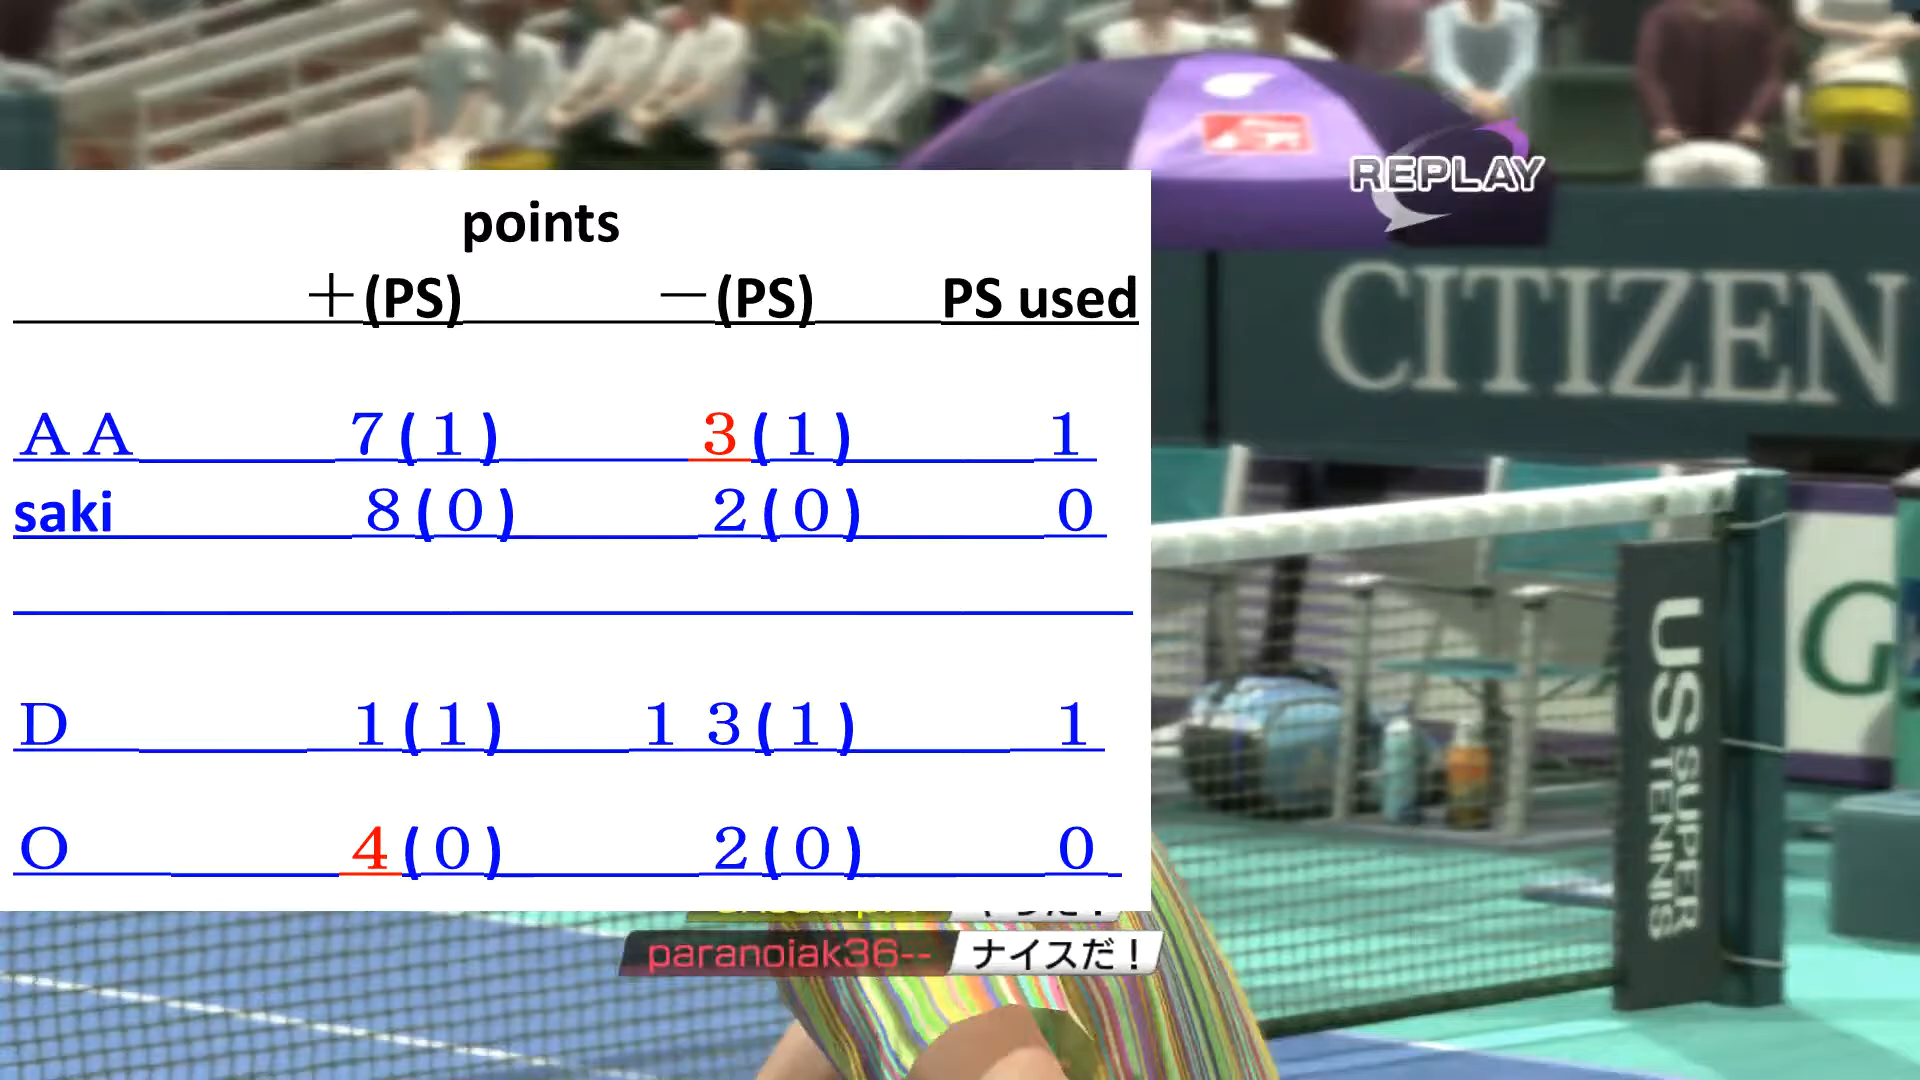 REPLAY
CITIZEN
points
＋(PS) －(PS) PS used
ＡＡ 7(1) 3(1) 1
saki 8(0) 2(0) 0
Ｄ 1(1) 13(1) 1
Ｏ 4(0) 2(0) 0
G
US SUPER TENNIS
paranoiak36-- ナイスだ！